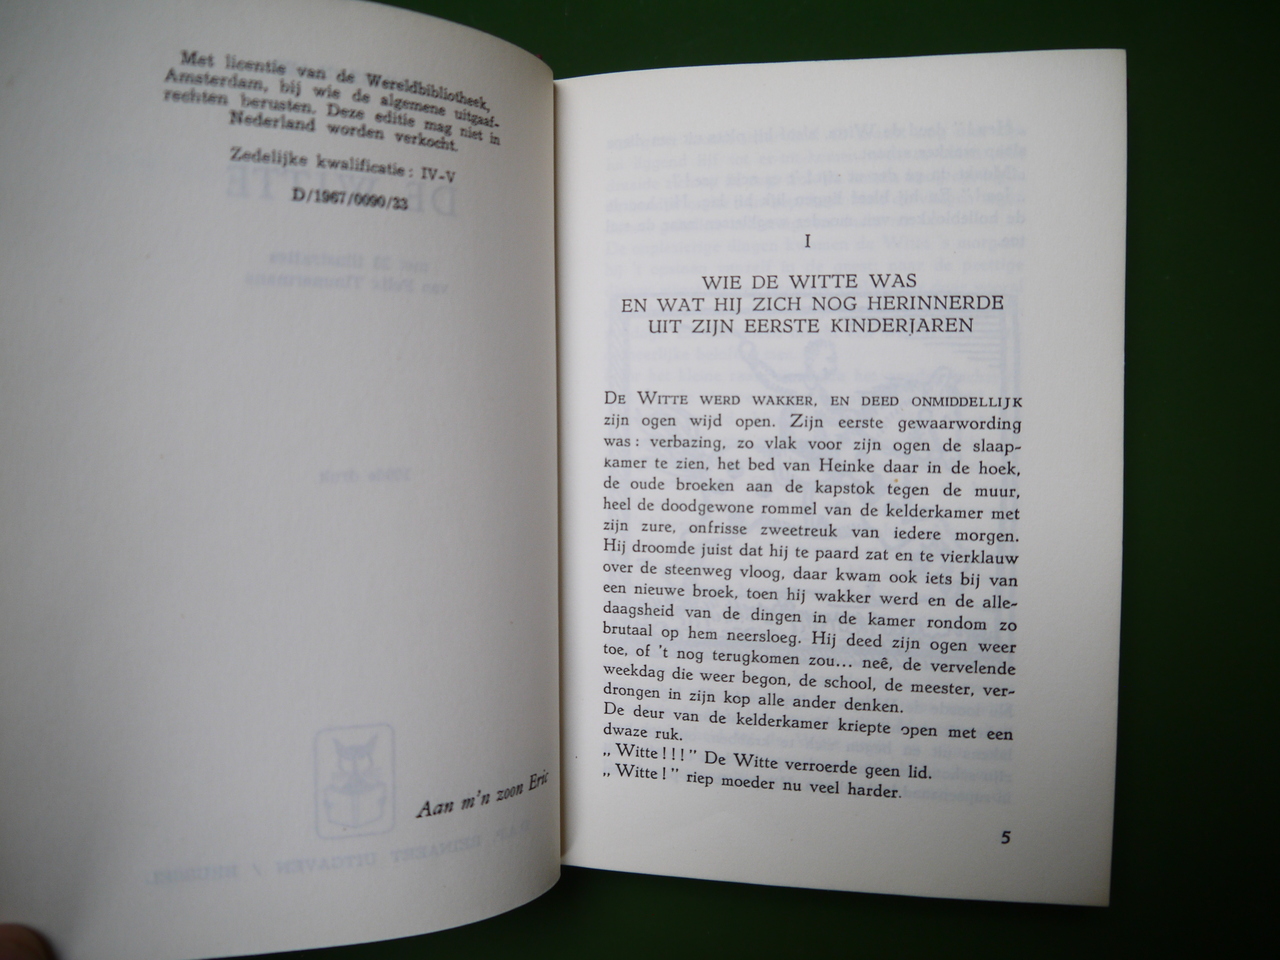 Met licentie van de Wereldbibliotheek,
Amsterdam, bij wie de algemene uitgaaf-
rechten berusten. Deze editie mag niet in
Nederland worden verkocht.
Zedelijke kwalificatie : IV-V
D/1967/0090/33
Aan m'n zoon Eric
I
WIE DE WITTE WAS
EN WAT HIJ ZICH NOG HERINNERDE
UIT ZIJN EERSTE KINDERJAREN
DE WITTE WERD WAKKER, EN DEED ONMIDDELLIJK
zijn ogen wijd open. Zijn eerste gewaarwording
was : verbazing, zo vlak voor zijn ogen de slaap-
kamer te zien, het bed van Heinke daar in de hoek,
de oude broeken aan de kapstok tegen de muur,
heel de doodgewone rommel van de kelderkamer met
zijn zure, onfrisse zweetreuk van iedere morgen.
Hij droomde juist dat hij te paard zat en te vierklauw
over de steenweg vloog, daar kwam ook iets bij van
een nieuwe broek, toen hij wakker werd en de alle-
daagsheid van de dingen in de kamer rondom zo
brutaal op hem neersloeg. Hij deed zijn ogen weer
toe, of 't nog terugkomen zou... neê, de vervelende
weekdag die weer begon, de school, de meester, ver-
drongen in zijn kop alle ander denken.
De deur van de kelderkamer kriepte open met een
dwaze ruk.
„ Witte ! ! ! " De Witte verroerde geen lid.
„ Witte ! " riep moeder nu veel harder.
5